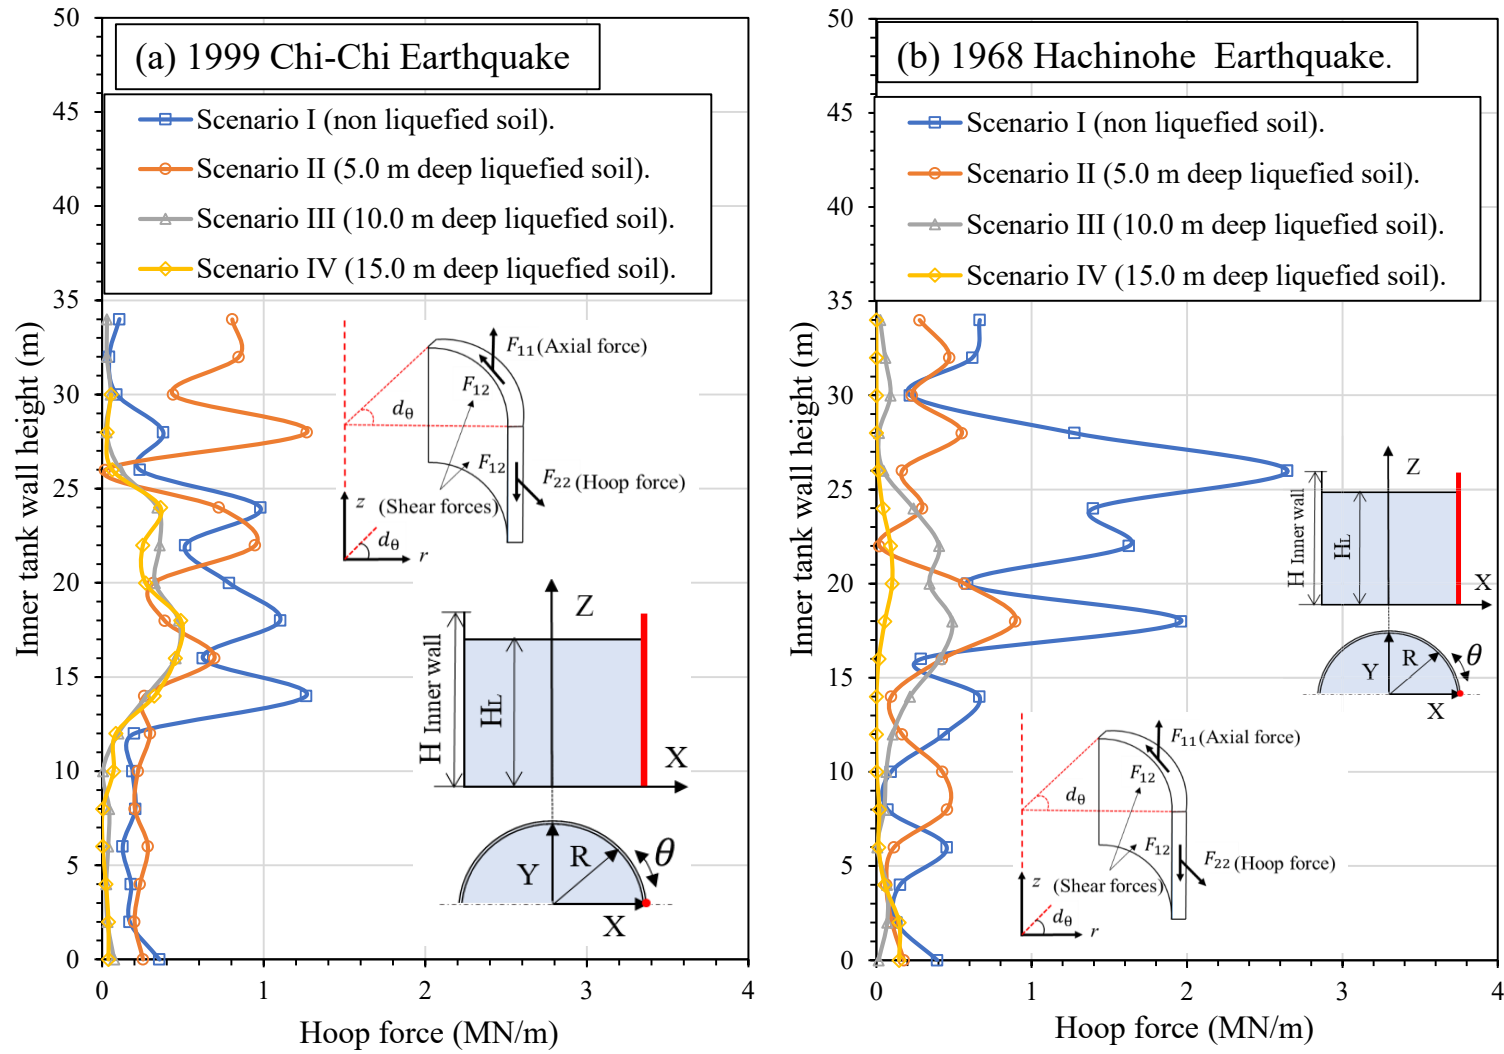 (a) 1999 Chi-Chi Earthquake
Scenario I (non liquefied soil).
Scenario II (5.0 m deep liquefied soil).
Scenario III (10.0 m deep liquefied soil).
Scenario IV (15.0 m deep liquefied soil).
50
45
40
35
30
25
20
15
10
5
0
Inner tank wall height (m)
0 1 2 3 4
Hoop force (MN/m)
F11 (Axial force)
F12
dθ
F12
F22 (Hoop force)
(Shear forces)
z
dθ
r
Z
H Inner wall
HL
X
Y
R
θ
X
(b) 1968 Hachinohe Earthquake.
Scenario I (non liquefied soil).
Scenario II (5.0 m deep liquefied soil).
Scenario III (10.0 m deep liquefied soil).
Scenario IV (15.0 m deep liquefied soil).
50
45
40
35
30
25
20
15
10
5
0
Inner tank wall height (m)
0 1 2 3 4
Hoop force (MN/m)
Z
H Inner wall
HL
X
Y
R
θ
X
F11 (Axial force)
F12
dθ
F12
F22 (Hoop force)
(Shear forces)
z
dθ
r